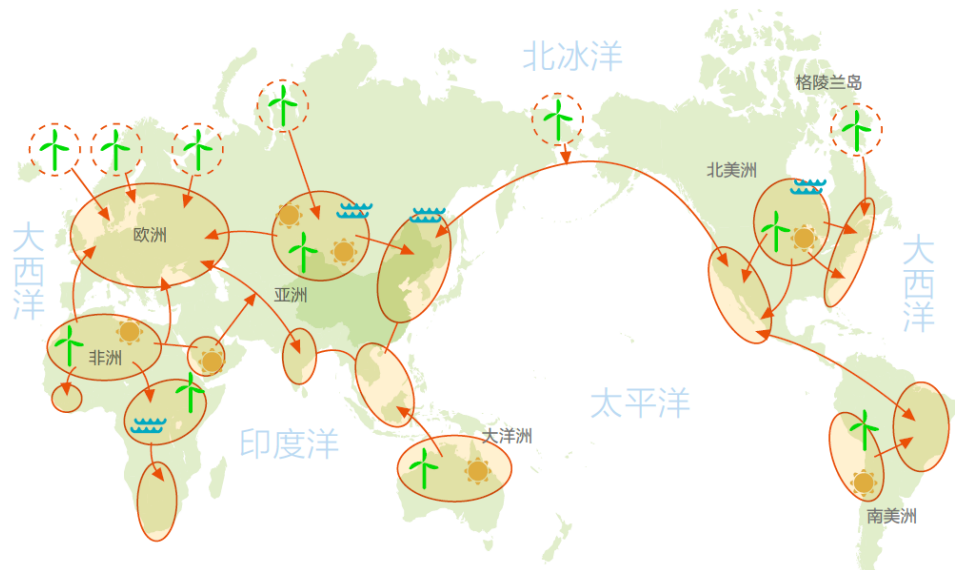 北冰洋
格陵兰岛
北美洲
大西洋
欧洲
大西洋
亚洲
非洲
太平洋
大洋洲
印度洋
南美洲